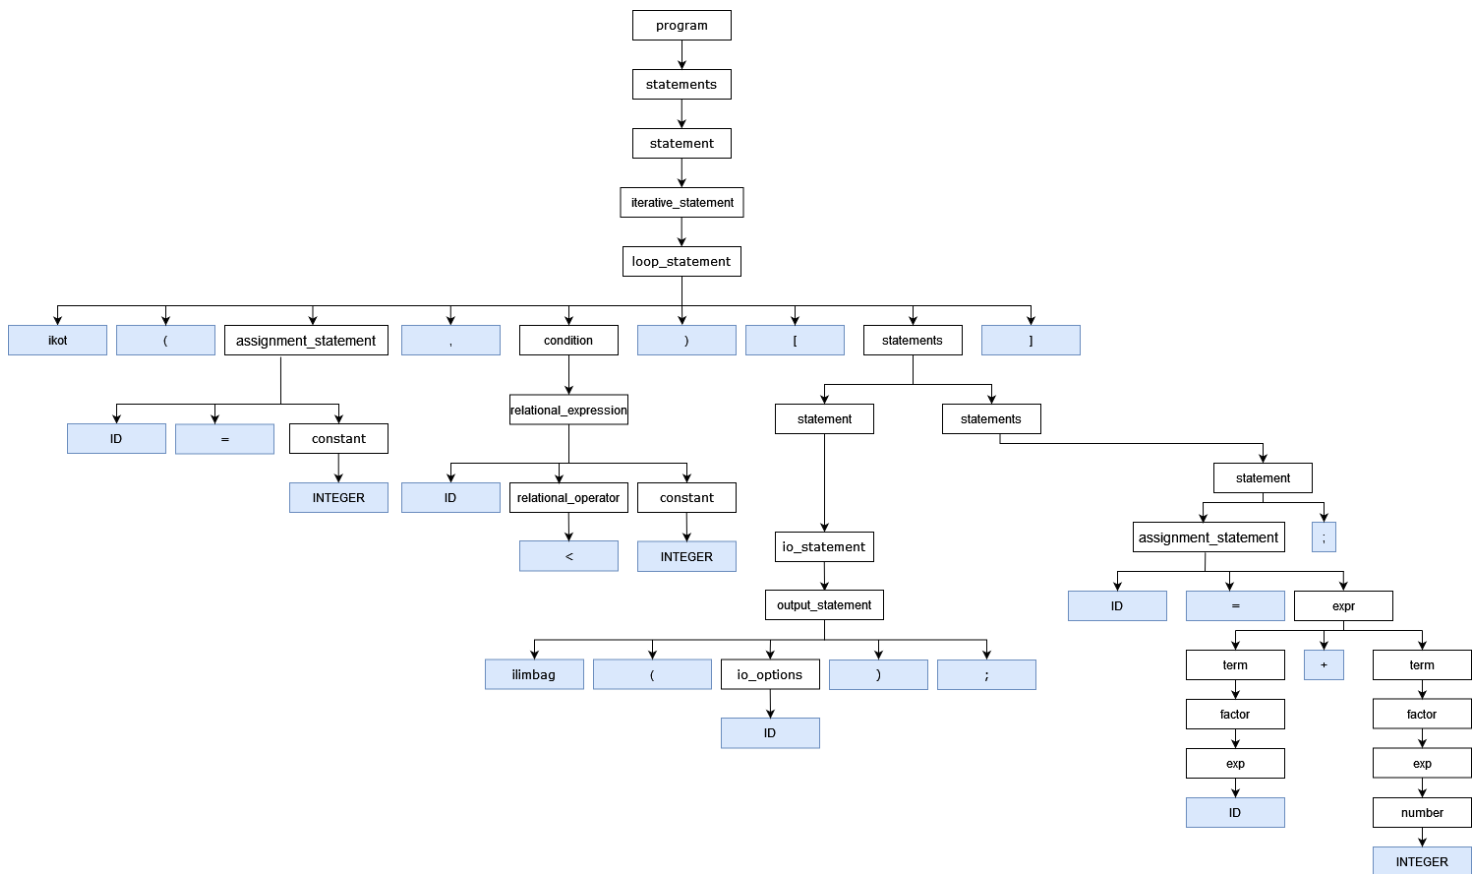 program
statements
statement
iterative_statement
loop_statement
ikot ( assignment_statement , condition ) [ statements ]
relational_expression statement statements
ID = constant
statement
INTEGER ID relational_operator constant
assignment_statement ;
< INTEGER io_statement
output_statement ID = expr
ilimbag ( io_options ) ; term + term
factor factor
ID
exp exp
ID number
INTEGER